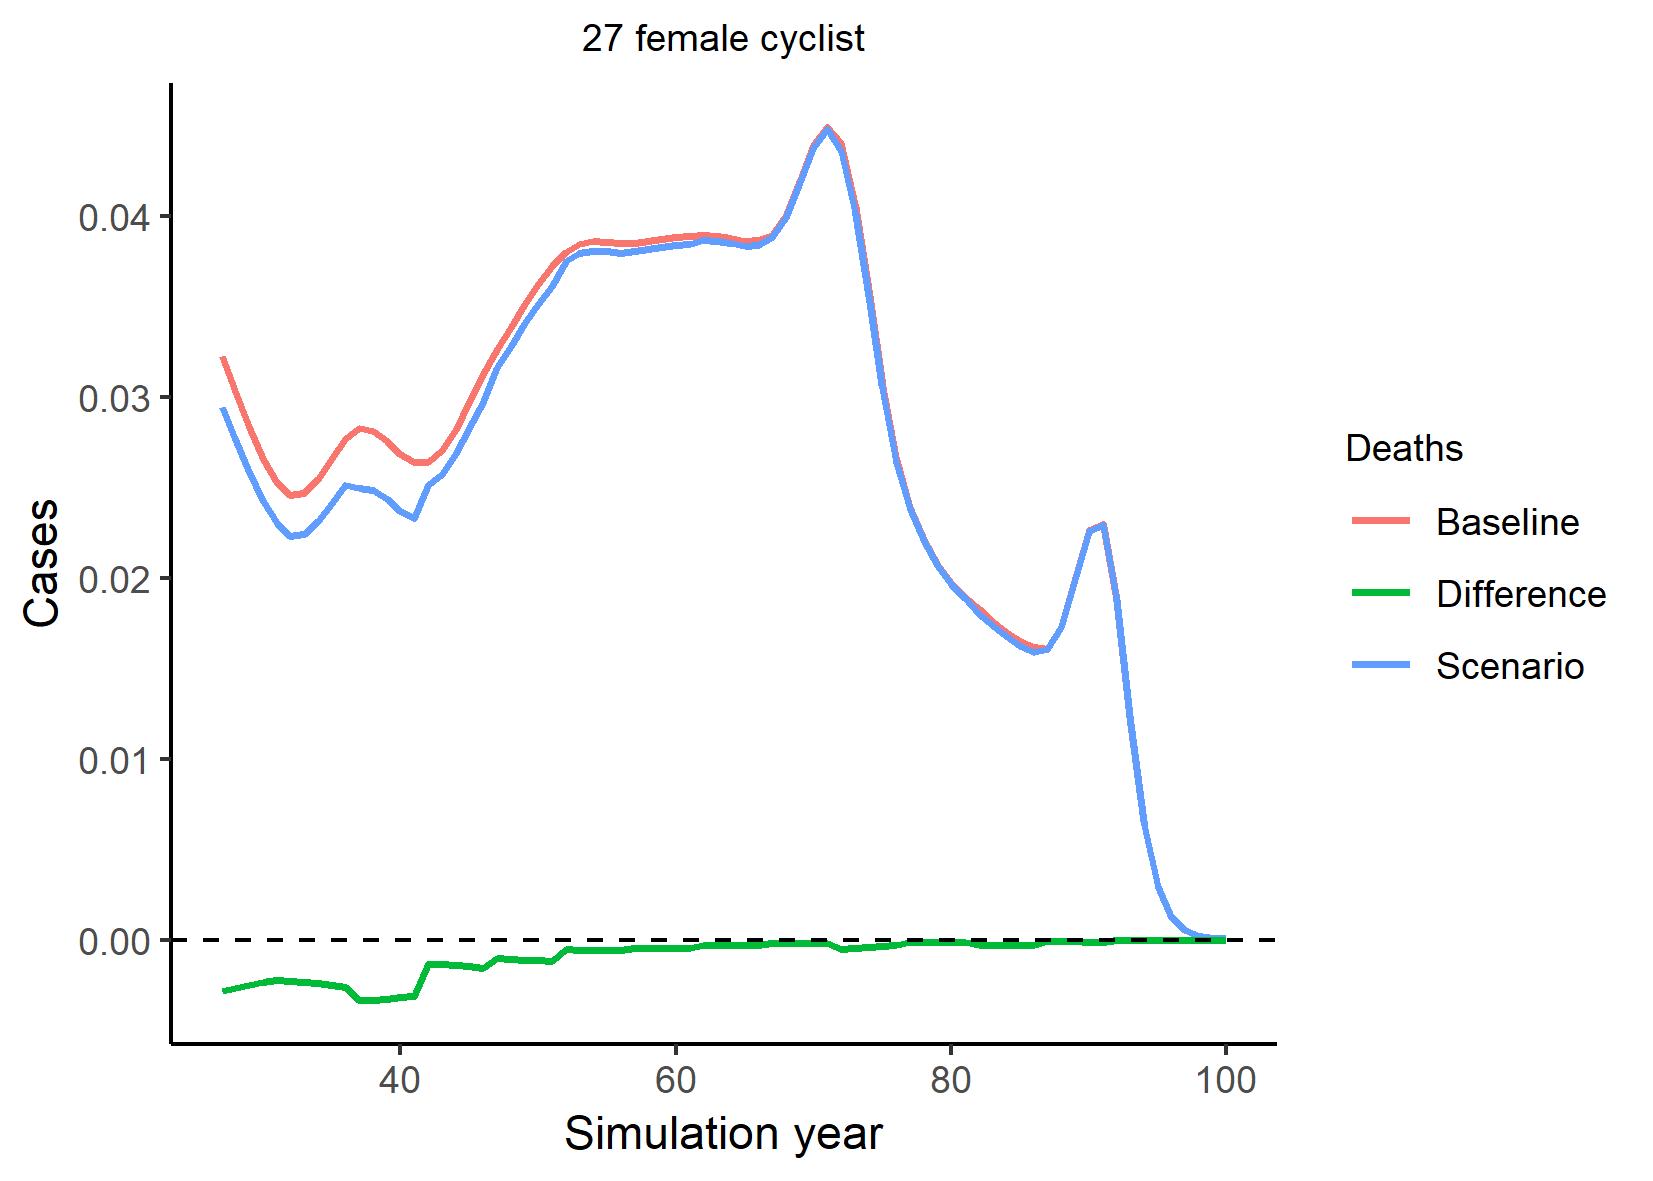 27 female cyclist
Cases
0.04
0.03
0.02
0.01
0.00
40 60 80 100
Simulation year
Deaths
Baseline
Difference
Scenario